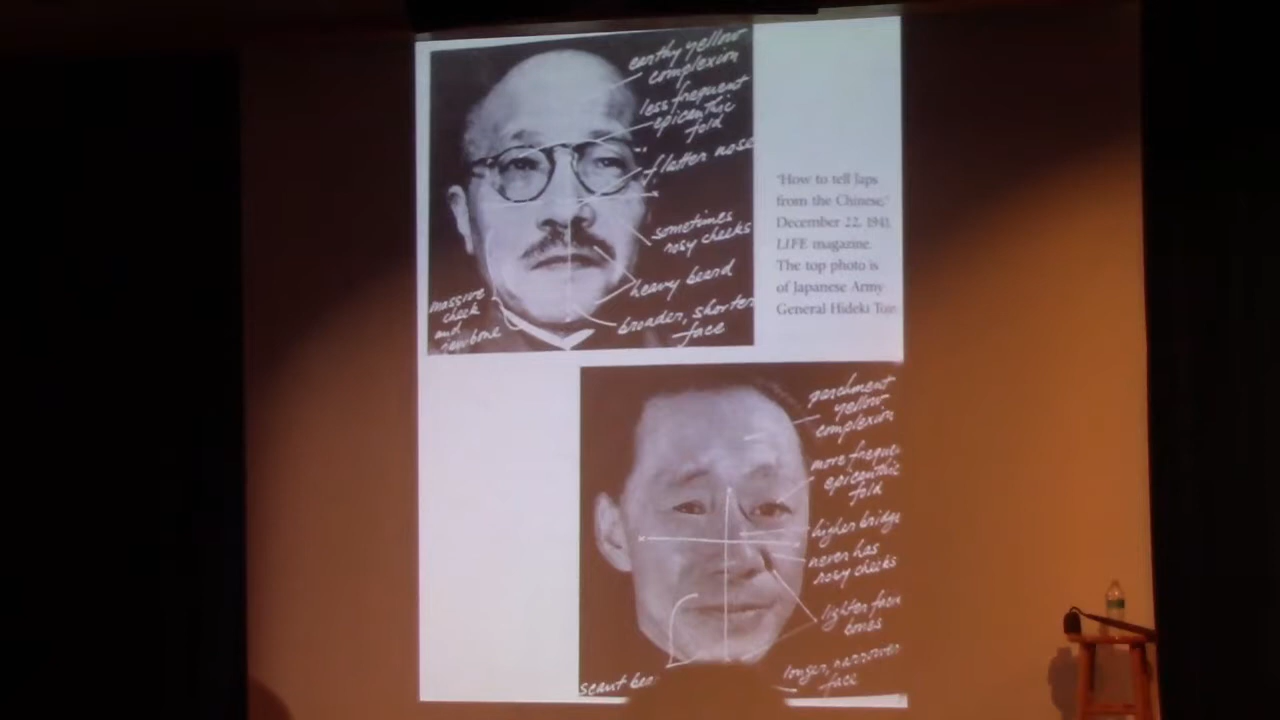 earthy yellow
complexion
less frequent
epicanthic
fold
flatter nose
sometimes
rosy cheeks
heavy beard
broader, shorter
face
massive
cheek
and
jawbone
"How to tell Japs
from the Chinese,"
December 22, 1941,
LIFE magazine.
The top photo is
of Japanese Army
General Hideki
parchment
yellow
complexion
more
epicanthic
fold
higher bridge
never has
rosy cheeks
lighter
bones
longer, narrower
face
scant